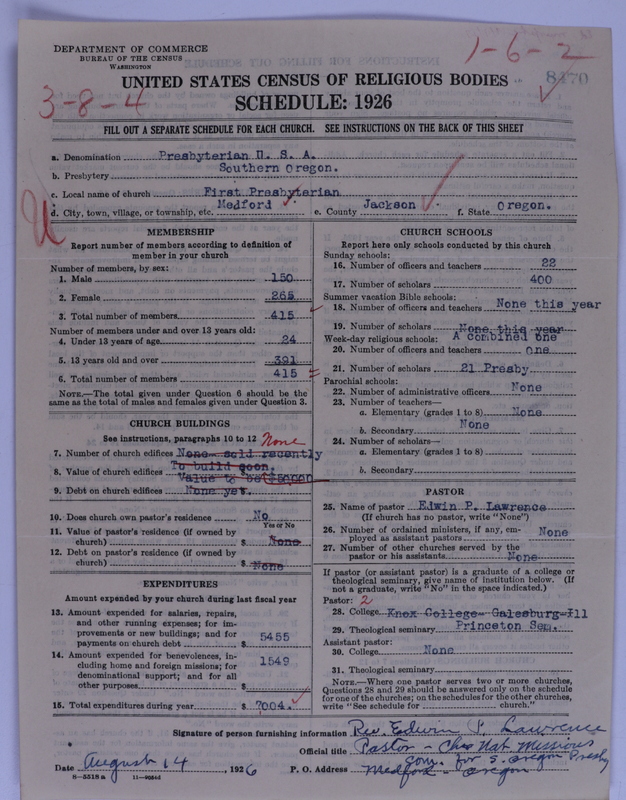 DEPARTMENT OF COMMERCE
BUREAU OF THE CENSUS
WASHINGTON
1-6-2
8470
3-8-4
UNITED STATES CENSUS OF RELIGIOUS BODIES
SCHEDULE: 1926
FILL OUT A SEPARATE SCHEDULE FOR EACH CHURCH. SEE INSTRUCTIONS ON THE BACK OF THIS SHEET
a. Denomination Presbyterian U. S. A.
b. Presbytery Southern Oregon.
c. Local name of church First Presbyterian
d. City, town, village, or township, etc. Medford e. County Jackson f. State Oregon.
MEMBERSHIP
Report number of members according to definition of
member in your church
Number of members, by sex:
1. Male 150
2. Female 265
3. Total number of members 415
Number of members under and over 13 years old:
4. Under 13 years of age 24
5. 13 years old and over 391
6. Total number of members 415
NOTE.—The total given under Question 6 should be
same as the total of males and females given under Question 3.
CHURCH BUILDINGS
See instructions, paragraphs 10 to 12 None
7. Number of church edifices None- sold recently
8. Value of church edifices To build soon.
Value to be $50,000
9. Debt on church edifices None yet.
10. Does church own pastor's residence No
Yes or No
11. Value of pastor's residence (if owned by
church) $ None
12. Debt on pastor's residence (if owned by
church) $ None
EXPENDITURES
Amount expended by your church during last fiscal year
13. Amount expended for salaries, repairs,
and other running expenses; for im-
provements or new buildings; and for
payments on church debt $ 5455
14. Amount expended for benevolences, in-
cluding home and foreign missions; for
denominational support; and for all
other purposes $ 1549
15. Total expenditures during year $ 7004.
CHURCH SCHOOLS
Report here only schools conducted by this church
Sunday schools:
16. Number of officers and teachers 22
17. Number of scholars 400
Summer vacation Bible schools:
18. Number of officers and teachers None this year
19. Number of scholars None this year
Week-day religious schools: A combined one
20. Number of officers and teachers one
21. Number of scholars 21 Presby.
Parochial schools:
22. Number of administrative officers None
23. Number of teachers—
a. Elementary (grades 1 to 8) None
b. Secondary None
24. Number of scholars—
a. Elementary (grades 1 to 8)
b. Secondary
PASTOR
25. Name of pastor Edwin P. Lawrence
(If church has no pastor, write "None")
26. Number of ordained ministers, if any, em-
ployed as assistant pastors None
27. Number of other churches served by the
pastor or his assistants None
If pastor (or assistant pastor) is a graduate of a college or
theological seminary, give name of institution below. (If
not a graduate, write "No" in the space indicated.)
Pastor: 2
28. College Knox College- Galesburg-Ill
29. Theological seminary Princeton Sem.
Assistant pastor:
30. College None
31. Theological seminary
NOTE.—Where one pastor serves two or more churches,
Questions 28 and 29 should be answered only on the schedule
for one of the churches; on the schedules for the other churches,
write "See schedule for church."
Signature of person furnishing information Rev. Edwin P. Lawrence
Official title Pastor - Chm Nat. Missions
Com. for S. Oregon Presby
Date August 14, 1926 P. O. Address Medford - Oregon
8—5518 a 11—9686d